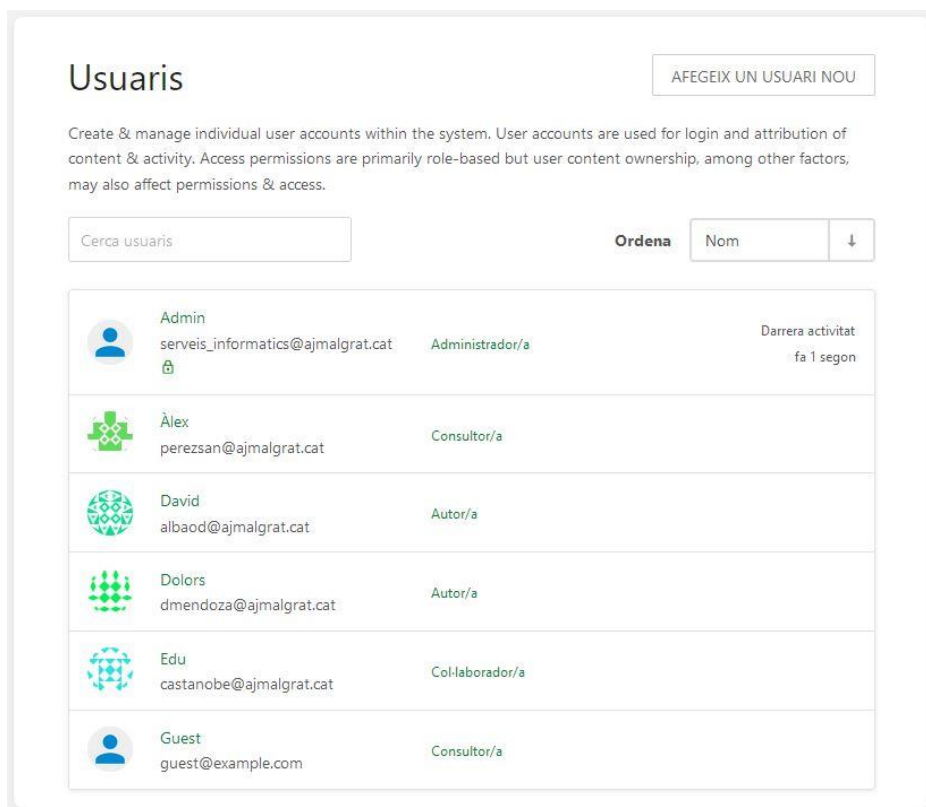 Usuaris
AFEGEIX UN USUARI NOU
Create & manage individual user accounts within the system. User accounts are used for login and attribution of
content & activity. Access permissions are primarily role-based but user content ownership, among other factors,
may also affect permissions & access.
Cerca usuaris
Ordena
Nom
Admin
serveis_informatics@ajmalgrat.cat
Administrador/a
Darrera activitat
fa 1 segon
Àlex
perezsan@ajmalgrat.cat
Consultor/a
David
albaod@ajmalgrat.cat
Autor/a
Dolors
dmendoza@ajmalgrat.cat
Autor/a
Edu
castanobe@ajmalgrat.cat
Col·laborador/a
Guest
guest@example.com
Consultor/a